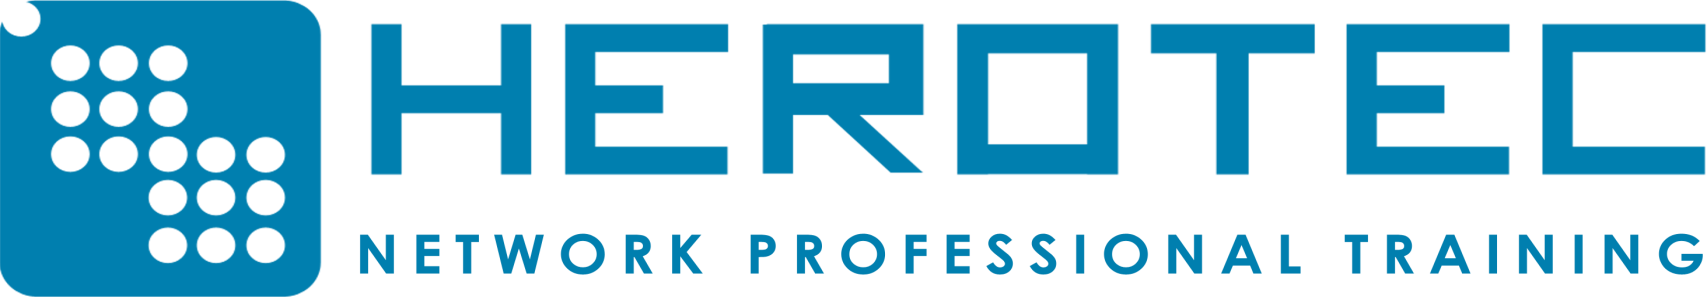 HEROTEC
NETWORK PROFESSIONAL TRAINING